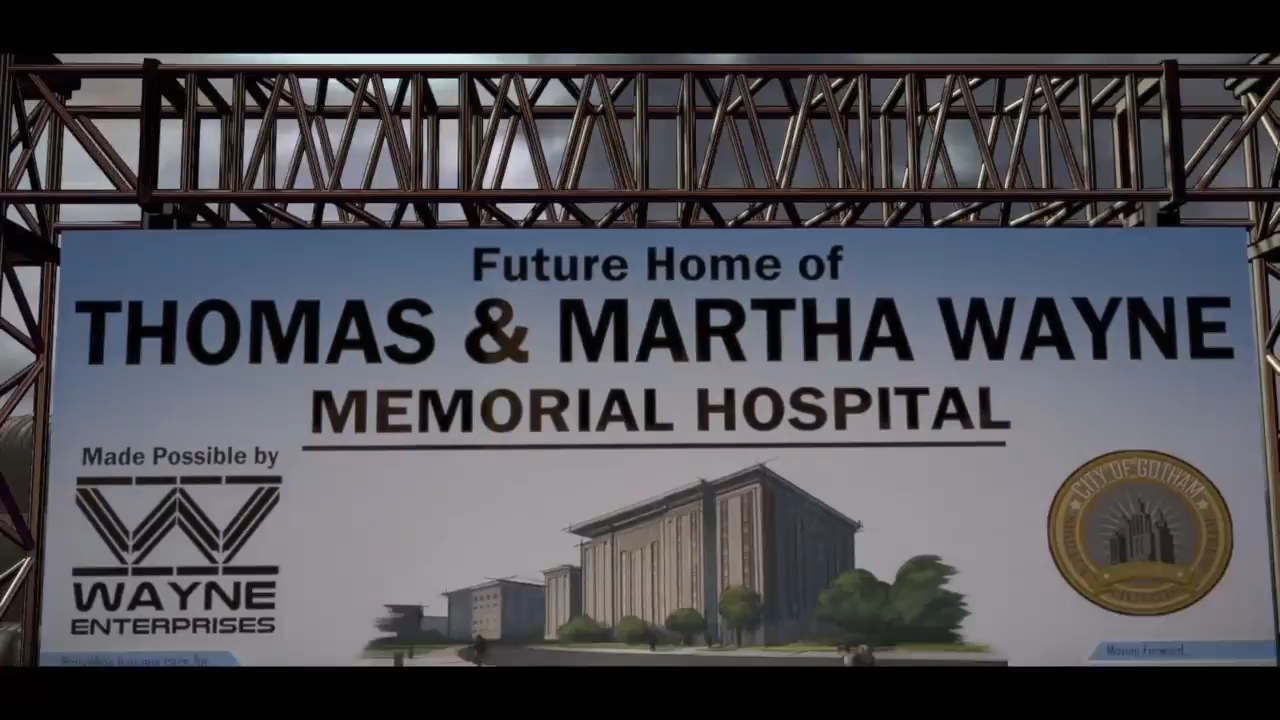 Future Home of
THOMAS & MARTHA WAYNE
MEMORIAL HOSPITAL
Made Possible by
WAYNE
ENTERPRISES
CITY OF GOTHAM
Moving Forward...